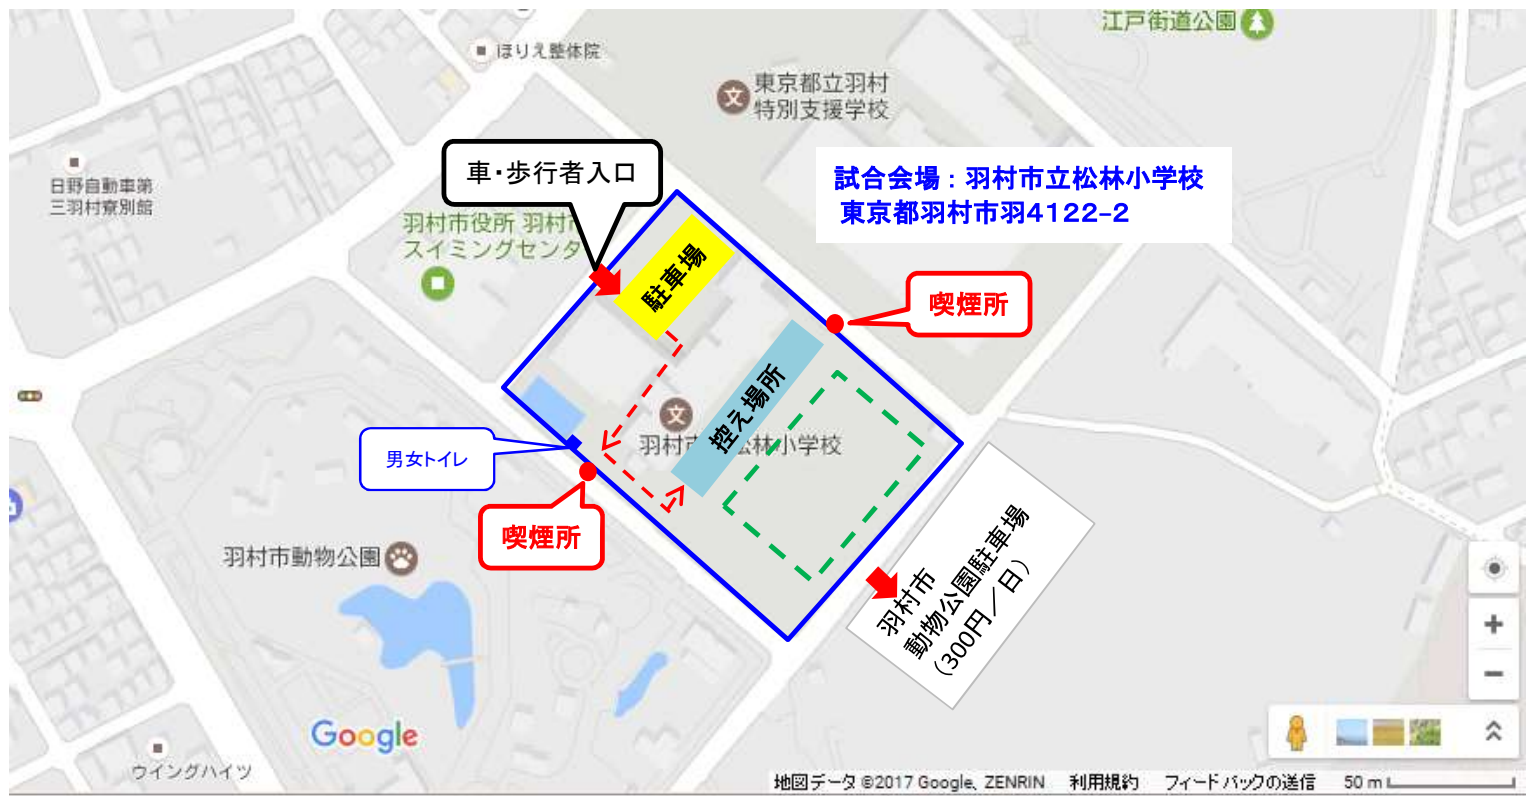 江戸街道公園
ほりえ整体院
東京都立羽村
特別支援学校
文
車・歩行者入口
日野自動車第
三羽村寮別館
試合会場：羽村市立松林小学校
東京都羽村市羽4122-2
羽村市役所 羽村市
スイミングセンタ
駐車場
喫煙所
控え場所
文
羽村市
松林小学校
男女トイレ
喫煙所
羽村市
動物公園駐車場
（300円／日）
羽村市動物公園
Google
ウイングハイツ
地図データ ©2017 Google、ZENRIN 利用規約 フィードバックの送信 50 m